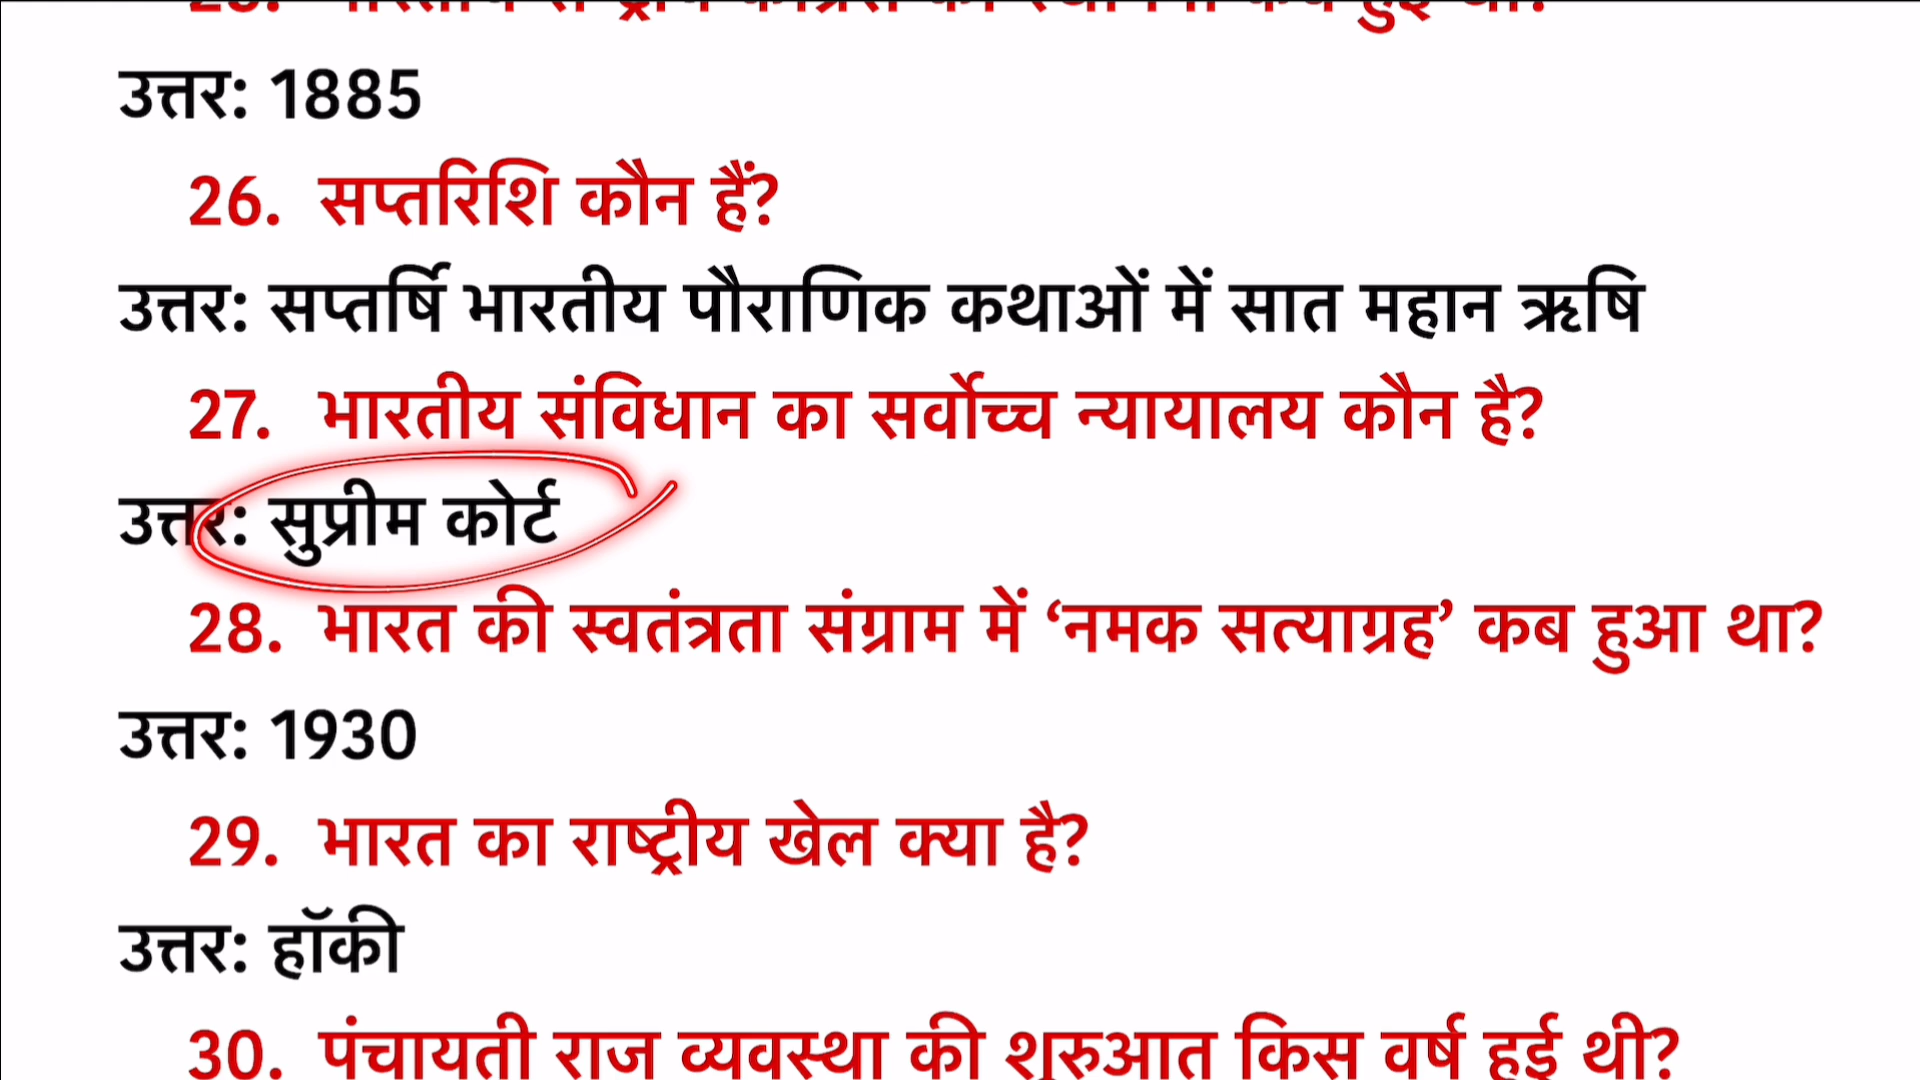 उत्तर: 1885
26. सप्तरिशि कौन हैं?
उत्तर: सप्तर्षि भारतीय पौराणिक कथाओं में सात महान ऋषि
27. भारतीय संविधान का सर्वोच्च न्यायालय कौन है?
उत्तर: सुप्रीम कोर्ट
28. भारत की स्वतंत्रता संग्राम में ‘नमक सत्याग्रह’ कब हुआ था?
उत्तर: 1930
29. भारत का राष्ट्रीय खेल क्या है?
उत्तर: हॉकी
30. पंचायती राज व्यवस्था की शुरुआत किस वर्ष हुई थी?